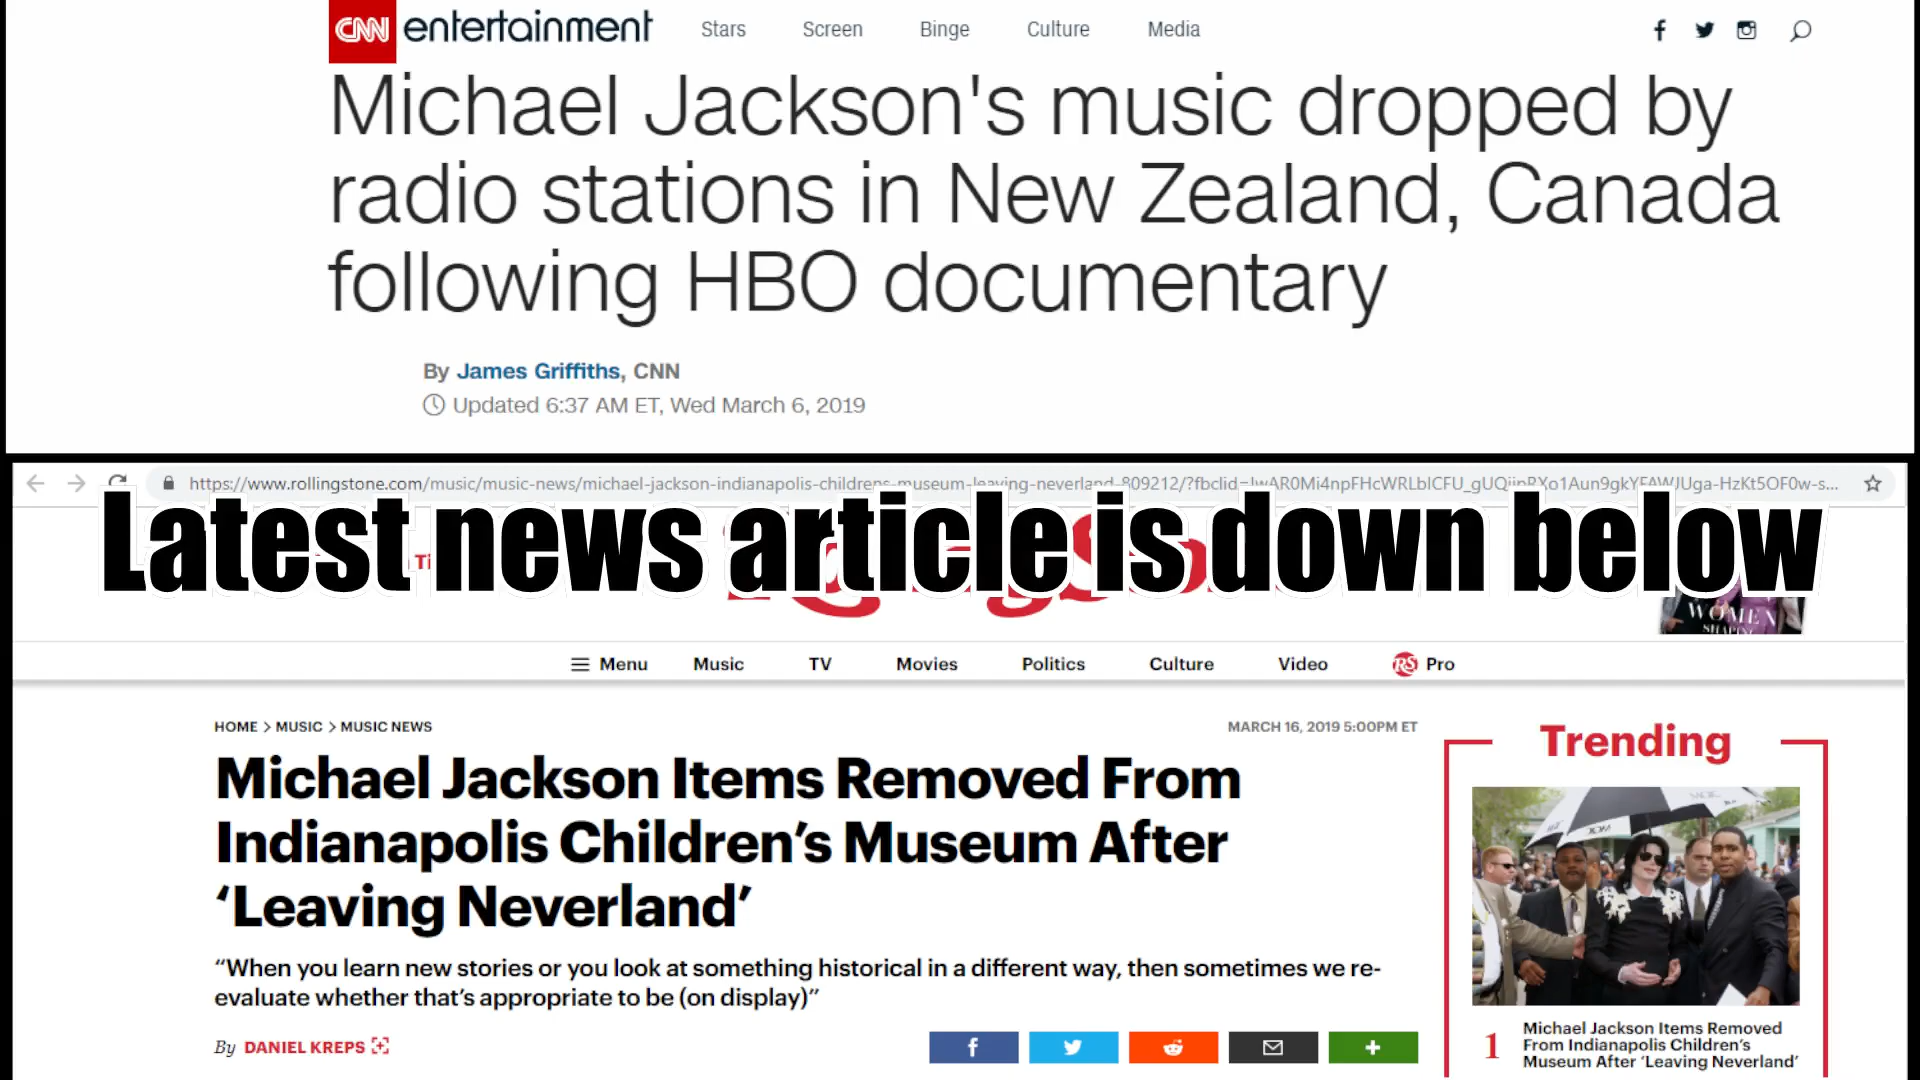 CNN entertainment Stars Screen Binge Culture Media
Michael Jackson's music dropped by
radio stations in New Zealand, Canada
following HBO documentary
By James Griffiths, CNN
Updated 6:37 AM ET, Wed March 6, 2019
Latest news article is down below
WOMEN
Menu Music TV Movies Politics Culture Video RS Pro
HOME > MUSIC > MUSIC NEWS
MARCH 16, 2019 5:00PM ET
Michael Jackson Items Removed From
Indianapolis Children’s Museum After
‘Leaving Neverland’
“When you learn new stories or you look at something historical in a different way, then sometimes we re-
evaluate whether that’s appropriate to be (on display)”
By DANIEL KREPS
Trending
1
Michael Jackson Items Removed
From Indianapolis Children’s
Museum After ‘Leaving Neverland’